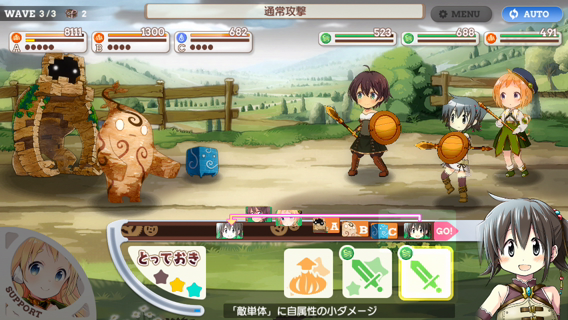 WAVE 3/3 2
通常攻撃
MENU
AUTO
8111
1300
682
523
688
491
A
B
C
A B C GO!
とっておき
SUPPORT
「敵単体」に自属性の小ダメージ